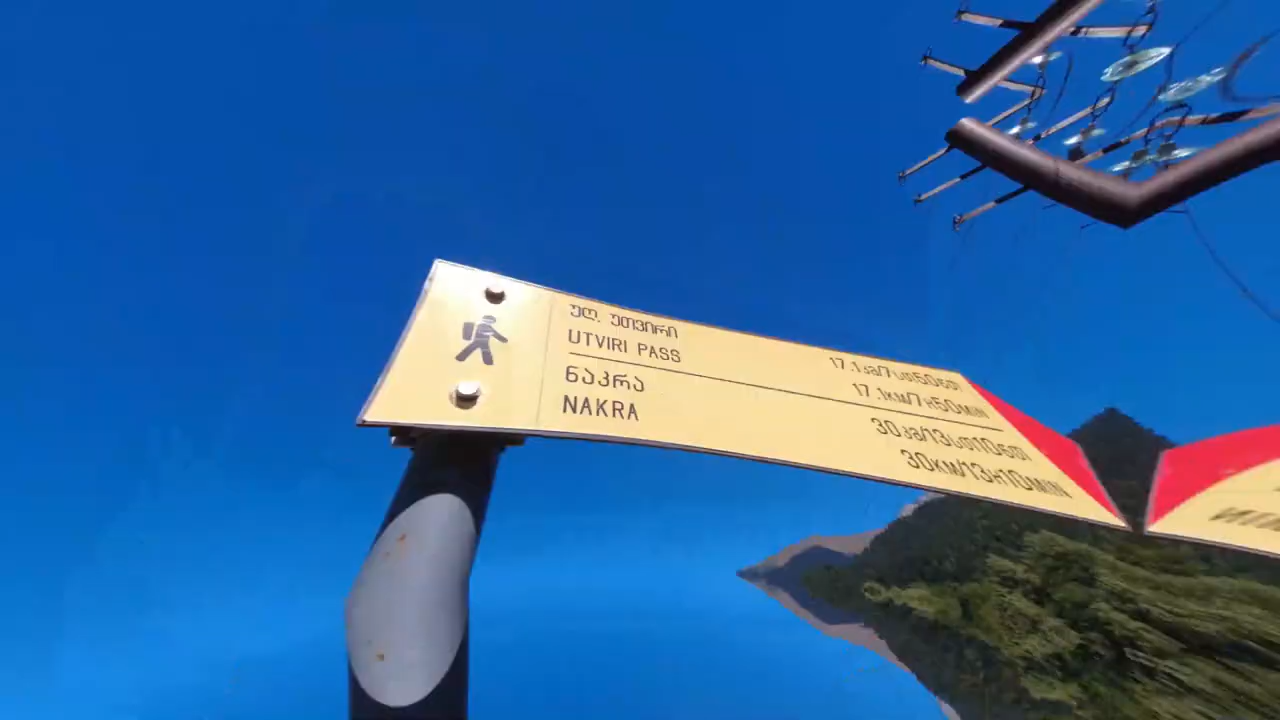 უღ. უთვირი
UTVIRI PASS
17.1კმ/7სთ50წთ
17.1KM/7H50MIN
ნაკრა
NAKRA
30კმ/13სთ10წთ
30KM/13H10MIN